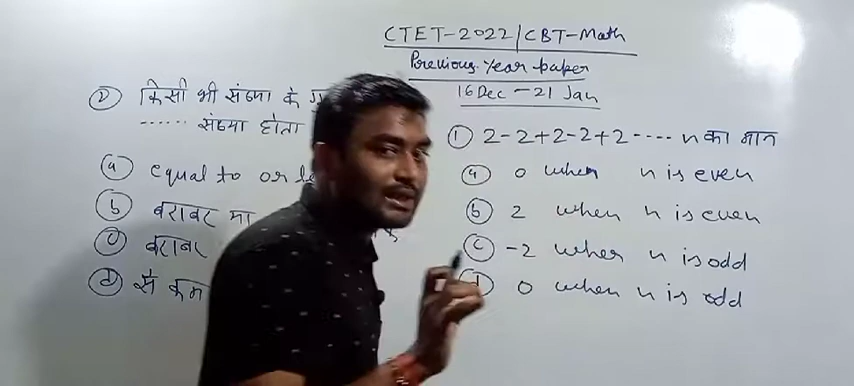 CTET-2022/CBT-Math
Previous year paper
16 Dec - 21 Jan
② किसी भी संख्या के
...... संख्या होता
ⓐ equal to or
ⓑ बराबर या
ⓒ बराबर
ⓓ से कम
① 2-2+2-2+2 ---- n का मान
ⓐ 0 when n is even
ⓑ 2 when n is even
ⓒ -2 when n is odd
ⓓ 0 when n is odd